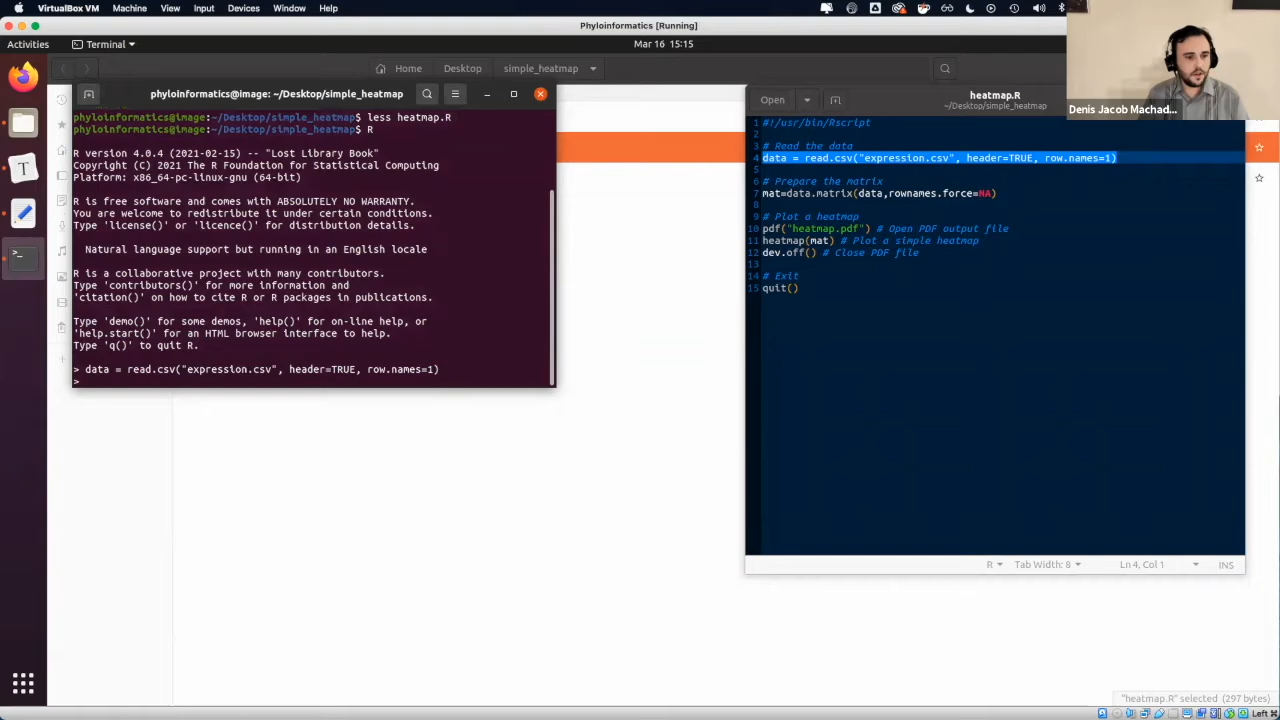 VirtualBox VM Machine View Input Devices Window Help
Phyloinformatics [Running]
Activities Terminal Mar 16 15:15
Home Desktop simple_heatmap
phyloinformatics@image: ~/Desktop/simple_heatmap
phyloinformatics@image:~/Desktop/simple_heatmap$ less heatmap.R
phyloinformatics@image:~/Desktop/simple_heatmap$ R
R version 4.0.4 (2021-02-15) -- "Lost Library Book"
Copyright (C) 2021 The R Foundation for Statistical Computing
Platform: x86_64-pc-linux-gnu (64-bit)
R is free software and comes with ABSOLUTELY NO WARRANTY.
You are welcome to redistribute it under certain conditions.
Type 'license()' or 'licence()' for distribution details.
Natural language support but running in an English locale
R is a collaborative project with many contributors.
Type 'contributors()' for more information and
'citation()' on how to cite R or R packages in publications.
Type 'demo()' for some demos, 'help()' for on-line help, or
'help.start()' for an HTML browser interface to help.
Type 'q()' to quit R.
> data = read.csv("expression.csv", header=TRUE, row.names=1)
>
Open
heatmap.R
~/Desktop/simple_heatmap
1 #!/usr/bin/Rscript
2
3 # Read the data
4 data = read.csv("expression.csv", header=TRUE, row.names=1)
5
6 # Prepare the matrix
7 mat=data.matrix(data,rownames.force=NA)
8
9 # Plot a heatmap
10 pdf("heatmap.pdf") # Open PDF output file
11 heatmap(mat) # Plot a simple heatmap
12 dev.off() # Close PDF file
13
14 # Exit
15 quit()
R Tab Width: 8 Ln 4, Col 1 INS
Denis Jacob Machad...
"heatmap.R" selected (297 bytes)
Left ⌘